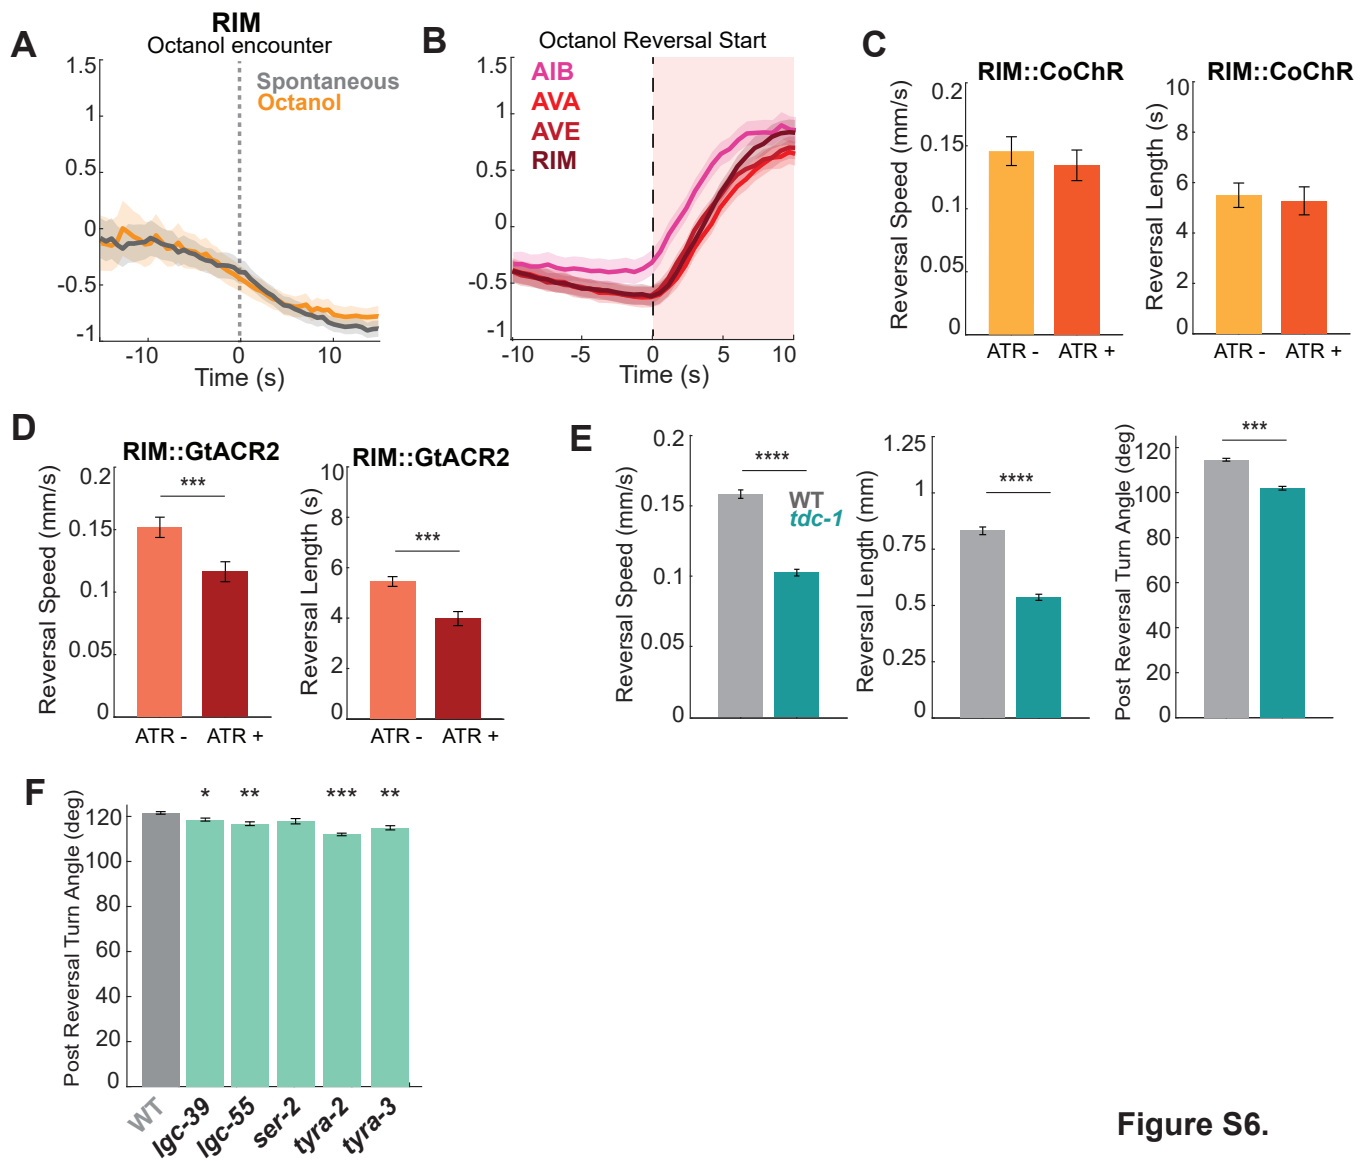 A
RIM
Octanol encounter
Spontaneous
Octanol
1.5
1
0.5
0
-0.5
-1
-10
0
10
Time (s)
B
Octanol Reversal Start
AIB
AVA
AVE
RIM
1.5
1
0.5
0
-0.5
-1
-10
-5
0
5
10
Time (s)
C
RIM::CoChR
Reversal Speed (mm/s)
0.2
0.15
0.1
0.05
0
ATR -
ATR +
RIM::CoChR
Reversal Length (s)
10
8
6
5
2
0
ATR -
ATR +
D
RIM::GtACR2
Reversal Speed (mm/s)
0.2
0.15
0.1
0.05
0
***
ATR -
ATR +
RIM::GtACR2
Reversal Length (s)
10
8
6
4
2
0
***
ATR -
ATR +
E
Reversal Speed (mm/s)
0.2
0.15
0.1
0.05
0
****
WT
tdc-1
Reversal Length (mm)
1.25
1
0.75
0.5
0.25
0
****
Post Reversal Turn Angle (deg)
120
100
80
60
40
20
0
***
F
Post Reversal Turn Angle (deg)
120
100
80
60
40
20
0
* ** *** **
WT
lgc-39
lgc-55
ser-2
tyra-2
tyra-3
Figure S6.